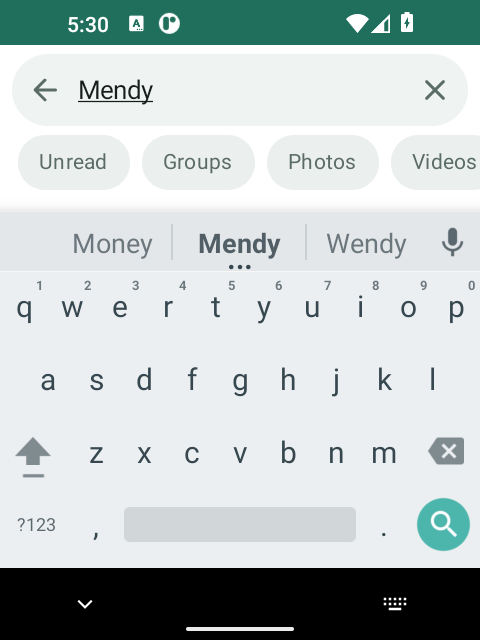 5:30
Mendy
Unread Groups Photos Videos
Money Mendy Wendy
1 2 3 4 5 6 7 8 9 0
q w e r t y u i o p
a s d f g h j k l
z x c v b n m
?123 , .